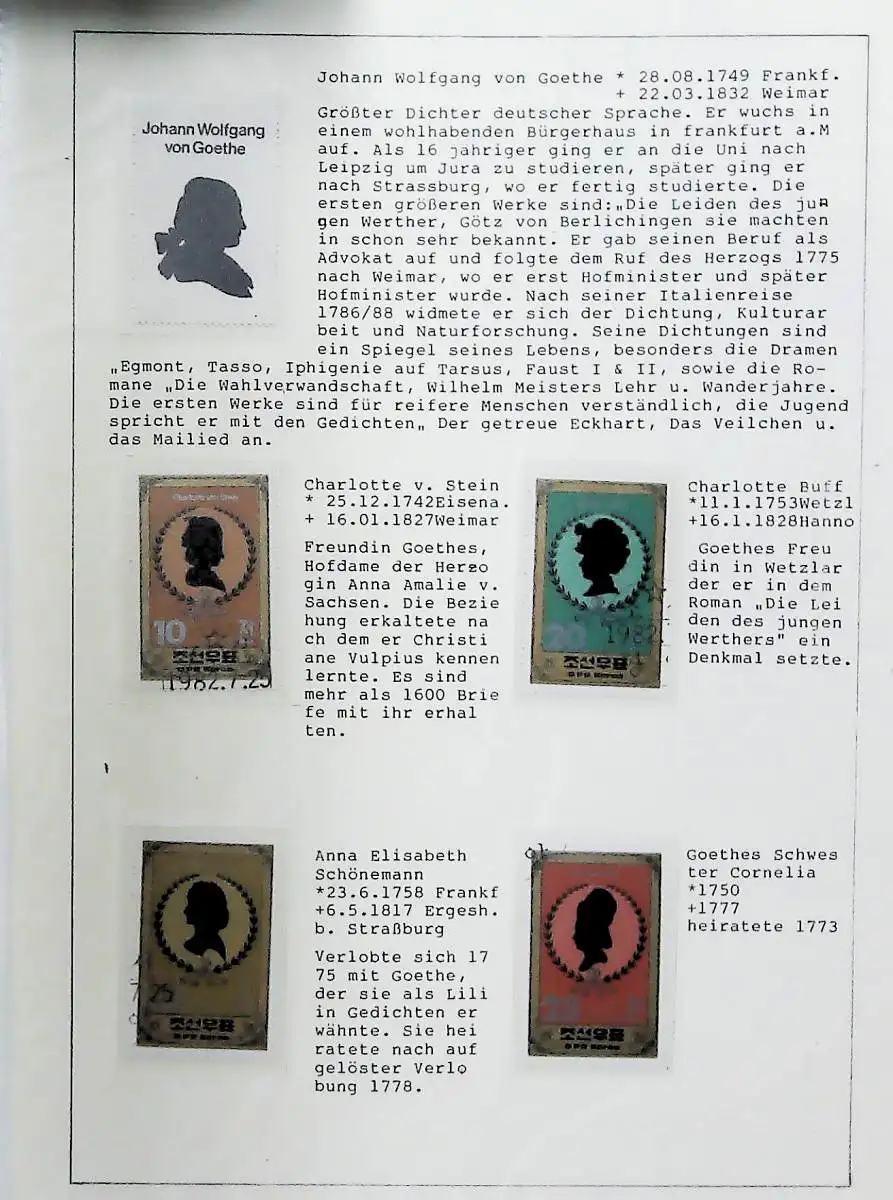 Johann Wolfgang von Goethe * 28.08.1749 Frankf.
+ 22.03.1832 Weimar
Johann Wolfgang
von Goethe
Größter Dichter deutscher Sprache. Er wuchs in
einem wohlhabenden Bürgerhaus in frankfurt a.M
auf. Als 16 jahriger ging er an die Uni nach
Leipzig um Jura zu studieren, später ging er
nach Strassburg, wo er fertig studierte. Die
ersten größeren Werke sind:„Die Leiden des jun
gen Werther, Götz von Berlichingen sie machten
in schon sehr bekannt. Er gab seinen Beruf als
Advokat auf und folgte dem Ruf des Herzogs 1775
nach Weimar, wo er erst Hofminister und später
Hofminister wurde. Nach seiner Italienreise
1786/88 widmete er sich der Dichtung, Kulturar
beit und Naturforschung. Seine Dichtungen sind
ein Spiegel seines Lebens, besonders die Dramen
„Egmont, Tasso, Iphigenie auf Tarsus, Faust I & II, sowie die Ro-
mane „Die Wahlverwandschaft, Wilhelm Meisters Lehr u. Wanderjahre.
Die ersten Werke sind für reifere Menschen verständlich, die Jugend
spricht er mit den Gedichten„ Der getreue Eckhart, Das Veilchen u.
das Mailied an.
Charlotte v. Stein
* 25.12.1742Eisena.
+ 16.01.1827Weimar
Freundin Goethes,
Hofdame der Herzo
gin Anna Amalie v.
Sachsen. Die Bezie
hung erkaltete na
ch dem er Christi
ane Vulpius kennen
lernte. Es sind
mehr als 1600 Brie
fe mit ihr erhal
ten.
10
조선우표
DPR Korea
1982.7.25
Charlotte Buff
*11.1.1753Wetzl
+16.1.1828Hanno
Goethes Freu
din in Wetzlar
der er in dem
Roman „Die Lei
den des jungen
Werthers" ein
Denkmal setzte.
20
1982.
조선우표
DPR Korea
Anna Elisabeth
Schönemann
*23.6.1758 Frankf
+6.5.1817 Ergesh.
b. Straßburg
Verlobte sich 17
75 mit Goethe,
der sie als Lili
in Gedichten er
wähnte. Sie hei
ratete nach auf
gelöster Verlo
bung 1778.
7.25
조선우표
DPR Korea
Goethes Schwes
ter Cornelia
*1750
+1777
heiratete 1773
조선우표
DPR Korea